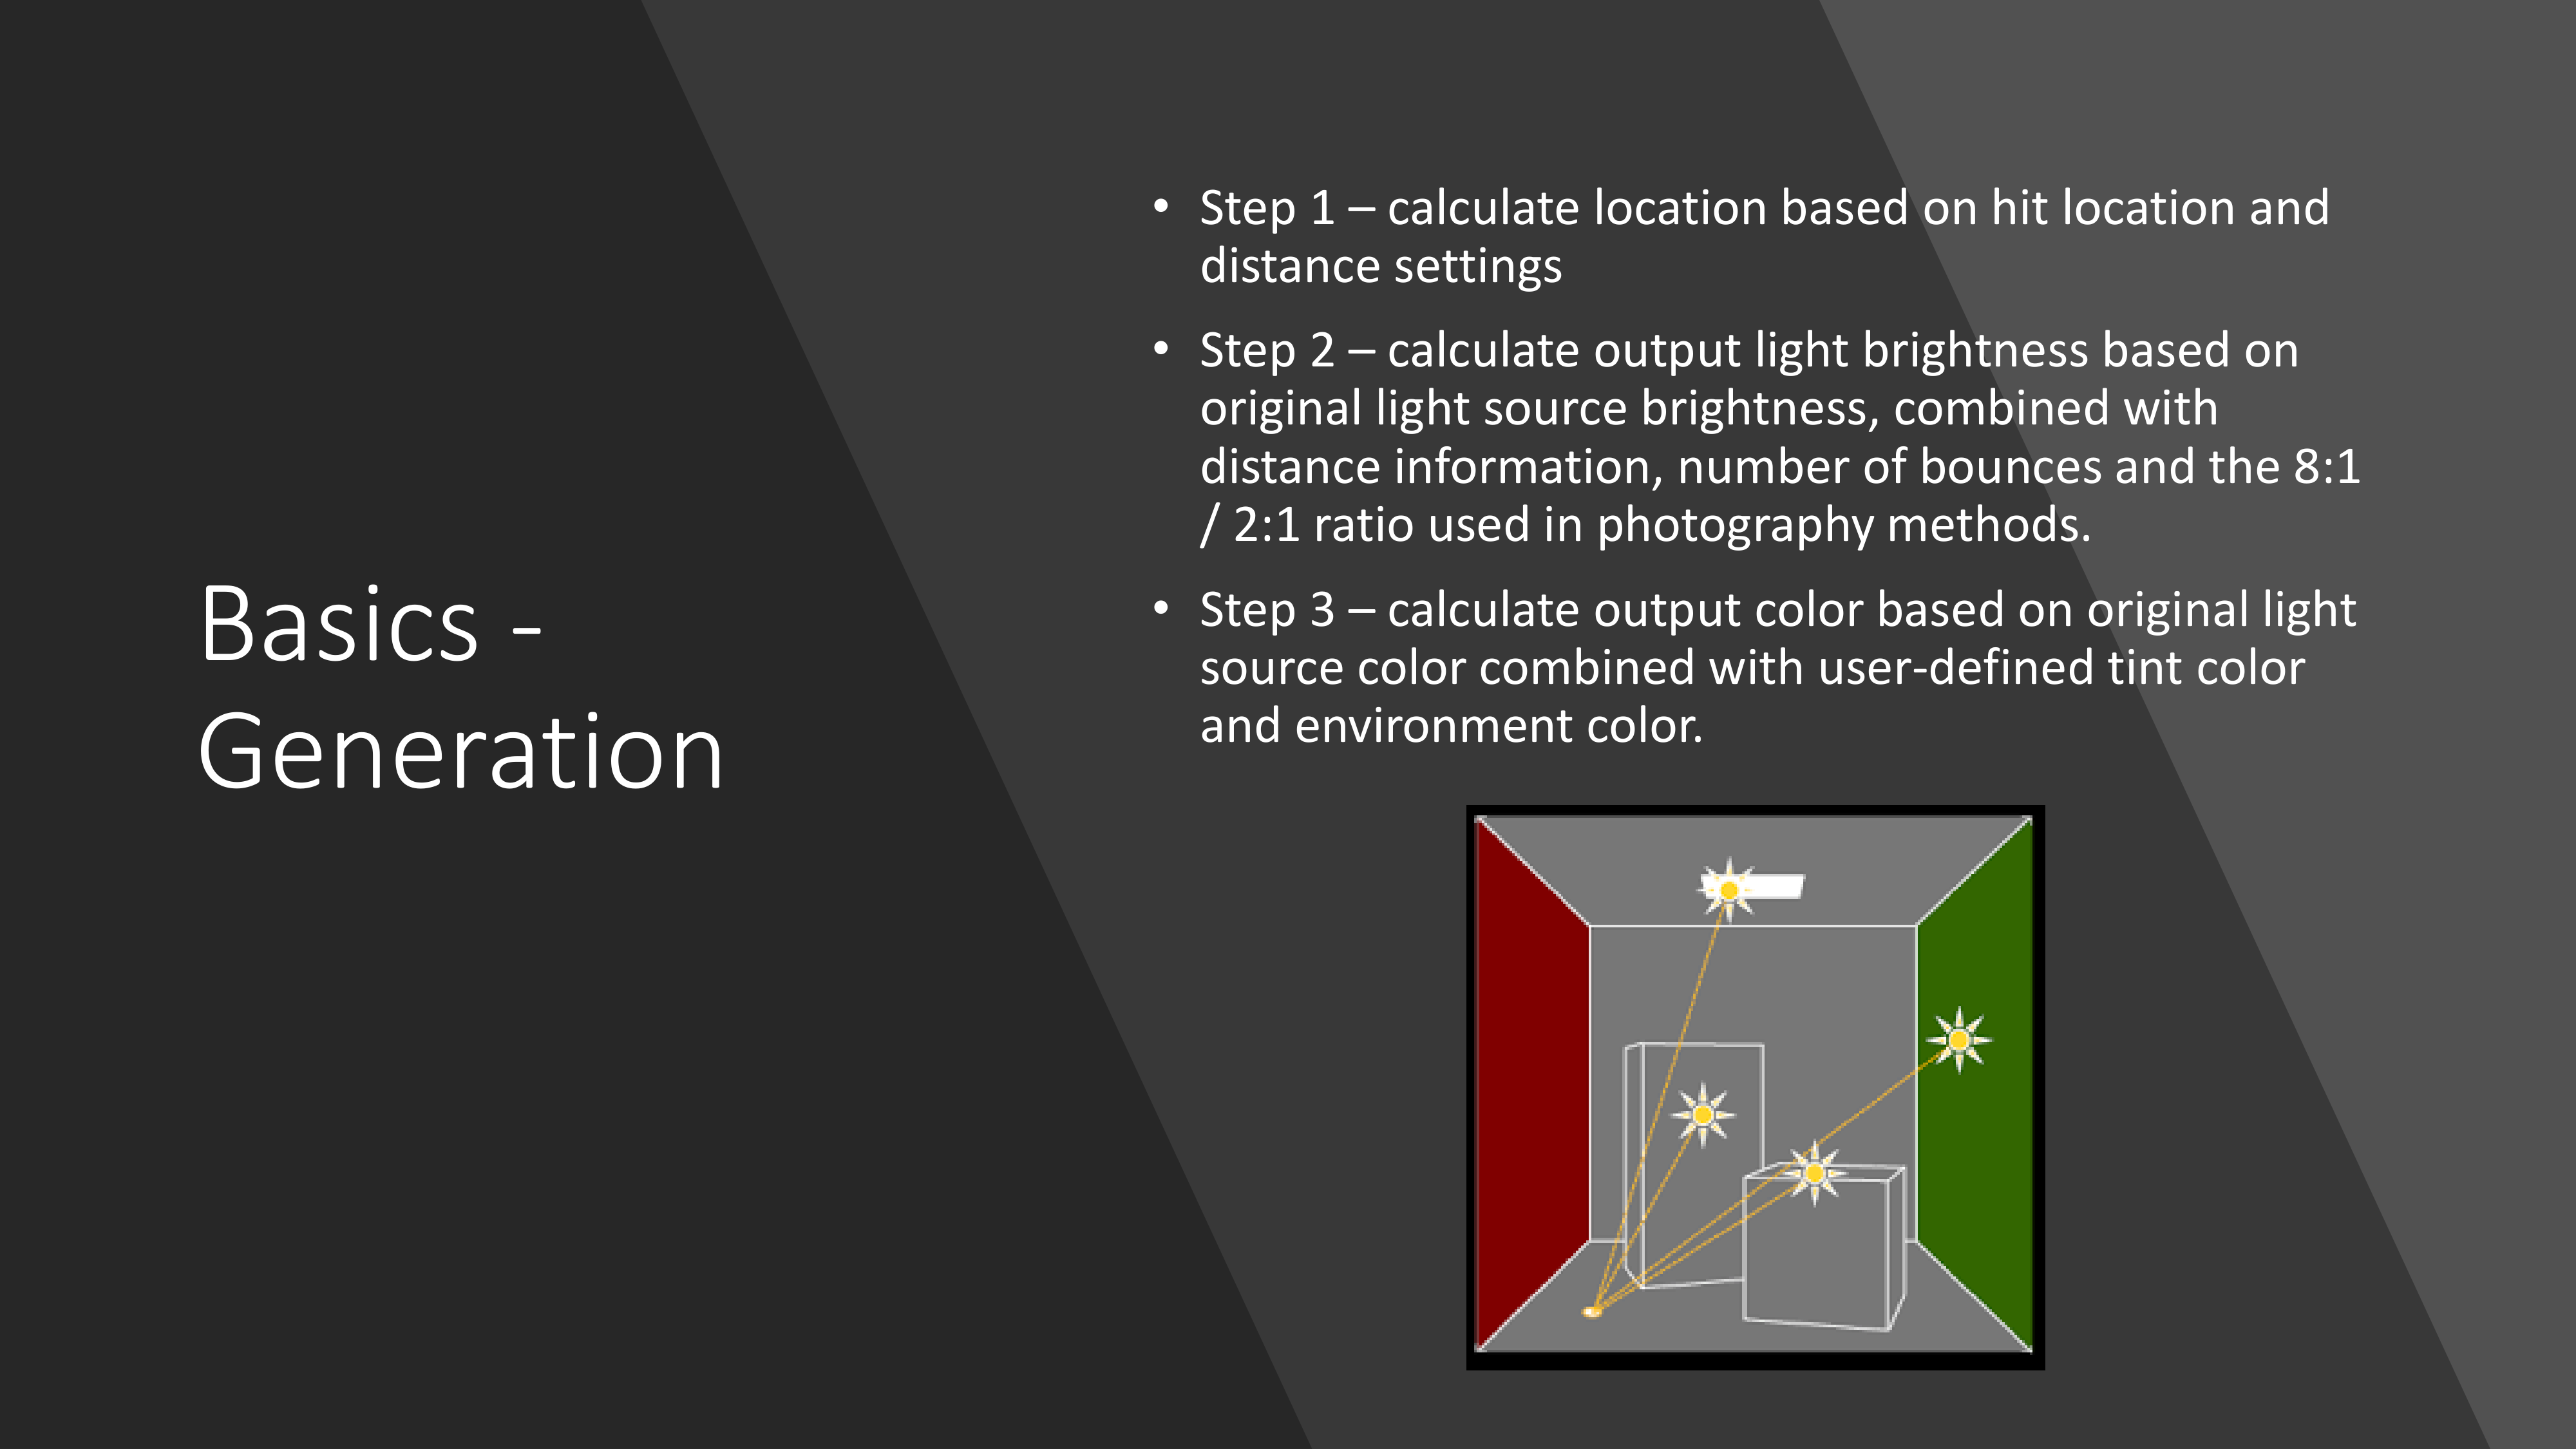 Basics -
Generation
• Step 1 – calculate location based on hit location and
distance settings
• Step 2 – calculate output light brightness based on
original light source brightness, combined with
distance information, number of bounces and the 8:1
/ 2:1 ratio used in photography methods.
• Step 3 – calculate output color based on original light
source color combined with user-defined tint color
and environment color.